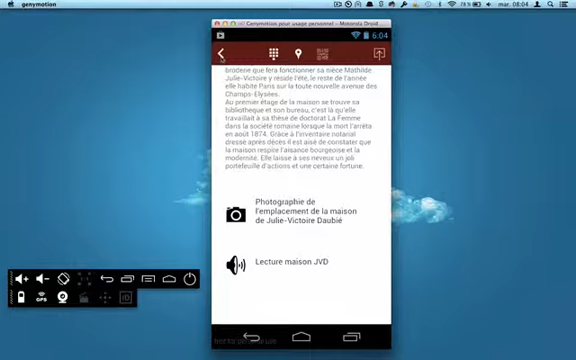 genymotion
78 %
mar. 08:04
Genymotion pour usage personnel - Motorola Droid
6:04
broderie que fera fonctionner sa nièce Mathilde
Julie-Victoire y réside l'été, le reste de l'année
elle habite Paris sur la toute nouvelle avenue des
Champs-Elysées.
Au premier étage de la maison se trouve sa
bibliothèque et son bureau, c'est là qu'elle
travaillait à sa thèse de doctorat La Femme
dans la société romaine lorsque la mort l'arrêta
en août 1874. Grâce à l'inventaire notarial
dressé après décès il est aisé de constater que
la maison respire l'aisance bourgeoise et la
modernité. Elle laisse à ses neveux un joli
portefeuille d'actions et une certaine fortune.
Photographie de
l'emplacement de la maison
de Julie-Victoire Daubié
Lecture maison JVD
GPS
iD